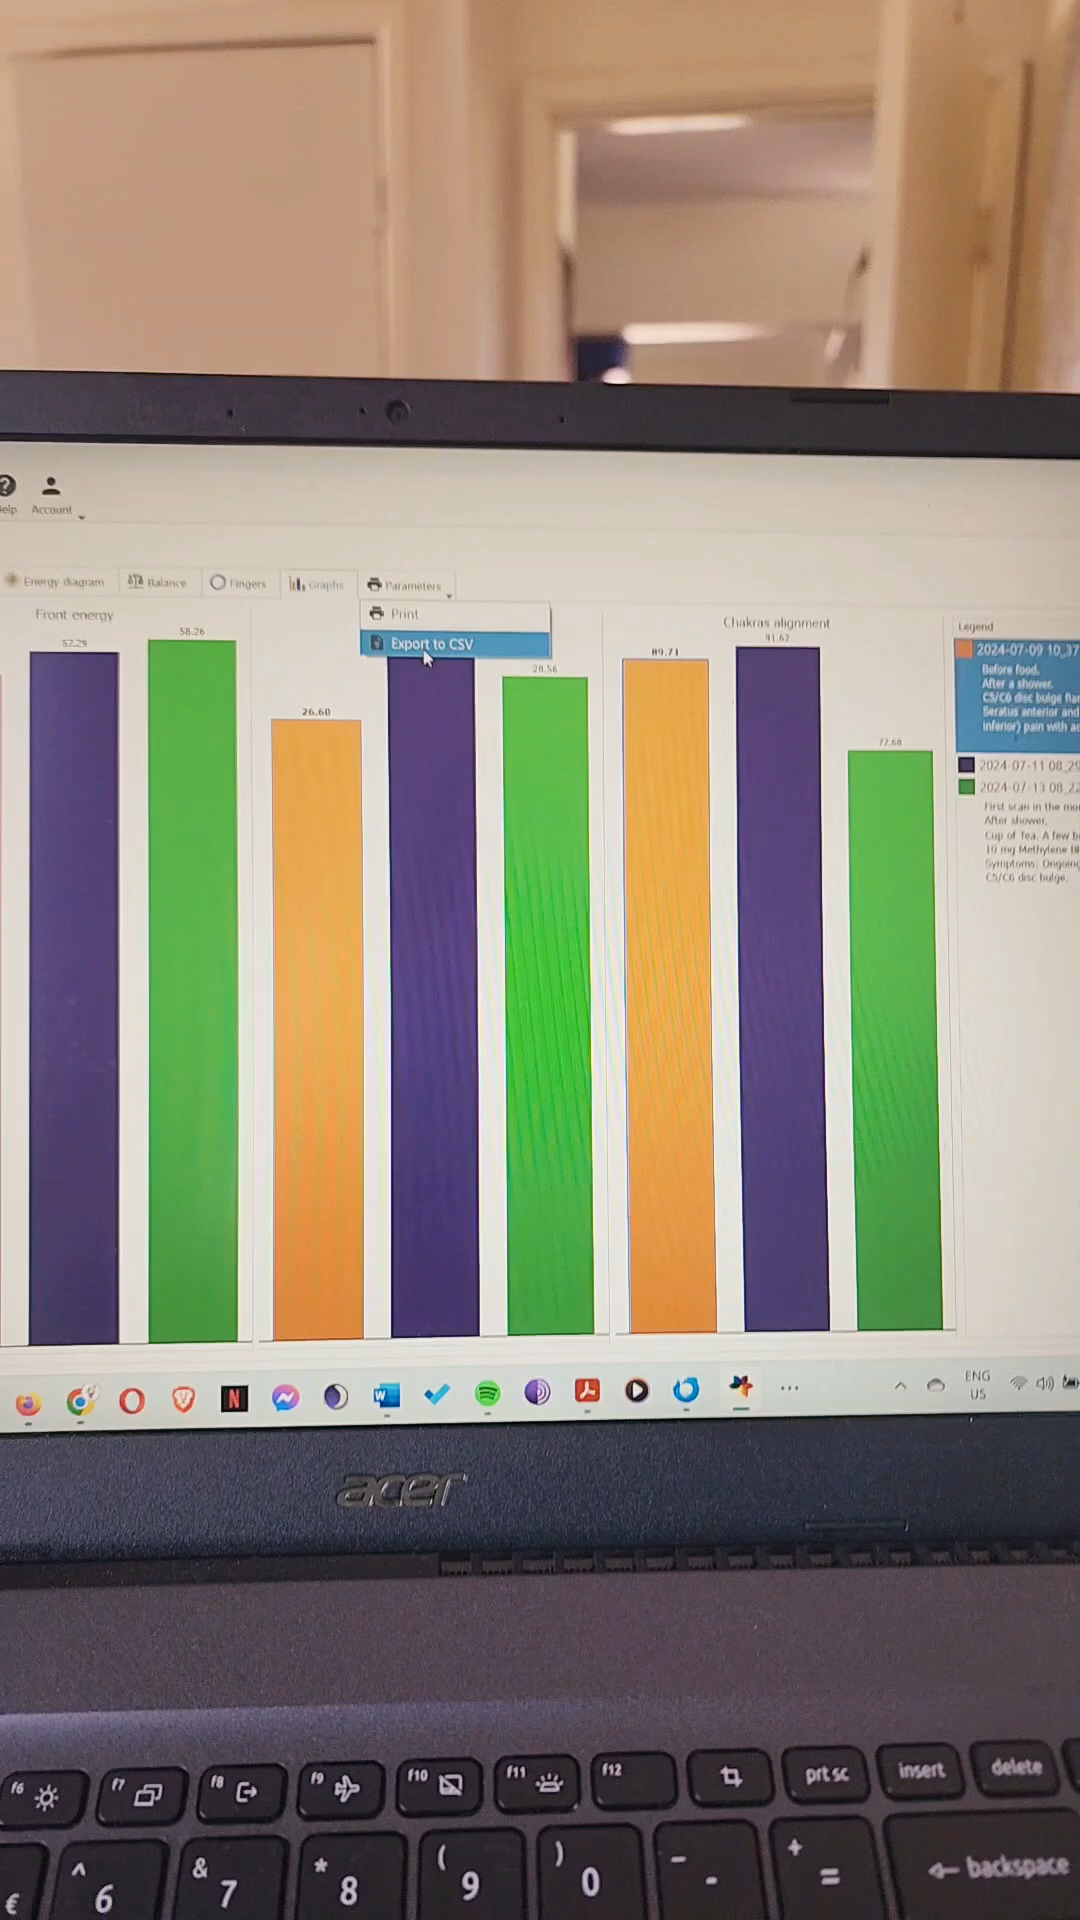 Account
Energy diagram
Balance
Fingers
Graphs
Parameters
Print
Export to CSV
Front energy
57.29
58.26
26.60
28.56
Chakras alignment
89.71
91.62
77.68
Legend
2024-07-09 10_37
Before food.
After a shower.
C5/C6 disc bulge
Seratus anterior and
inferior) pain with
2024-07-11 08_29
2024-07-13 08_22
First scan in the
After shower.
Cup of Tea. A few
10 mg Methylene
Symptoms: Ongoing
C5/C6 disc bulge.
N
W
ENG
US
acer
f6
f7
f8
f9
f10
f11
f12
prt sc
insert
delete
€
^
6
&
7
*
8
(
9
)
0
_
-
+
=
backspace